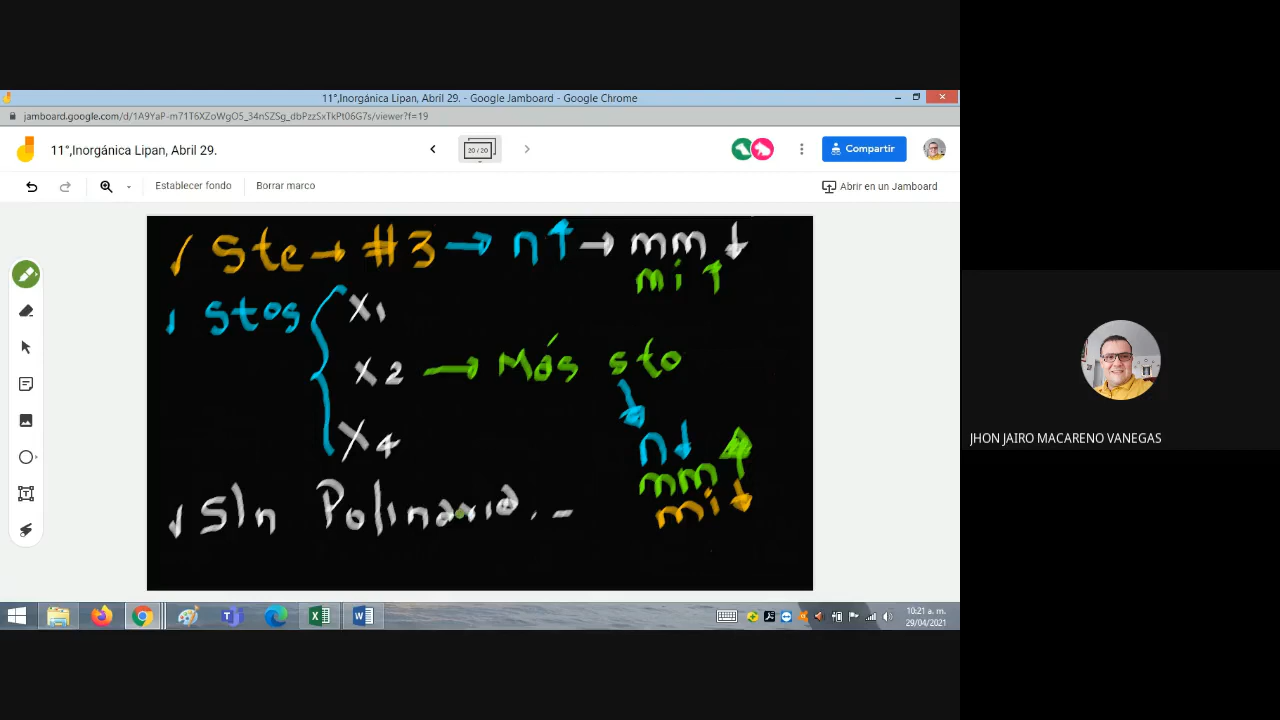 11°,Inorgánica Lipan, Abril 29. - Google Jamboard - Google Chrome
jamboard.google.com/d/1A9YaP-m71T6XZoWgO5_34nSZSg_dbPzzSxTkPt06G7s/viewer?f=19
11°,Inorgánica Lipan, Abril 29.
20 / 20
Compartir
Establecer fondo
Borrar marco
Abrir en un Jamboard
✓ Ste → #3 → n↑ → mm ↓
mi ↑
✓ Stos { X1
X2 → Más sto
X4
n↓
mm ↑
mi ↓
✓ Sln Polinaria. -
JHON JAIRO MACARENO VANEGAS
10:21 a. m.
29/04/2021